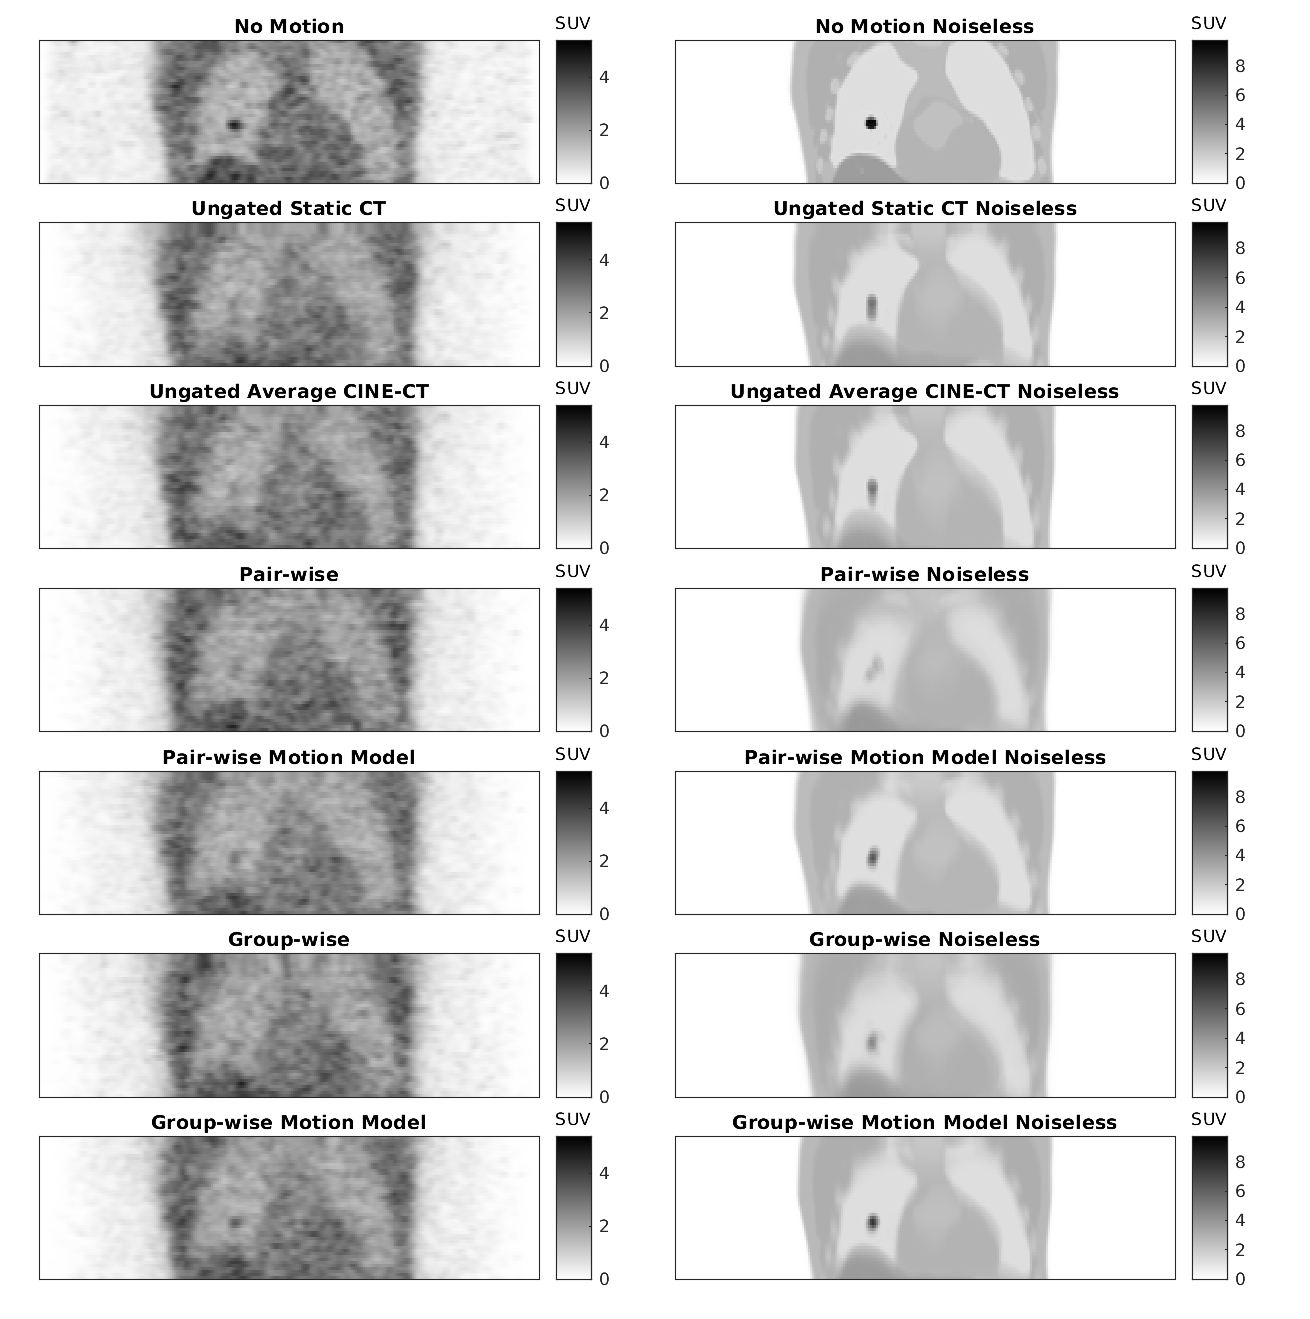 No Motion
SUV
4
2
0
No Motion Noiseless
SUV
8
6
4
2
0
Ungated Static CT
SUV
4
2
0
Ungated Static CT Noiseless
SUV
8
6
4
2
0
Ungated Average CINE-CT
SUV
4
2
0
Ungated Average CINE-CT Noiseless
SUV
8
6
4
2
0
Pair-wise
SUV
4
2
0
Pair-wise Noiseless
SUV
8
6
4
2
0
Pair-wise Motion Model
SUV
4
2
0
Pair-wise Motion Model Noiseless
SUV
8
6
4
2
0
Group-wise
SUV
4
2
0
Group-wise Noiseless
SUV
8
6
4
2
0
Group-wise Motion Model
SUV
4
2
0
Group-wise Motion Model Noiseless
SUV
8
6
4
2
0